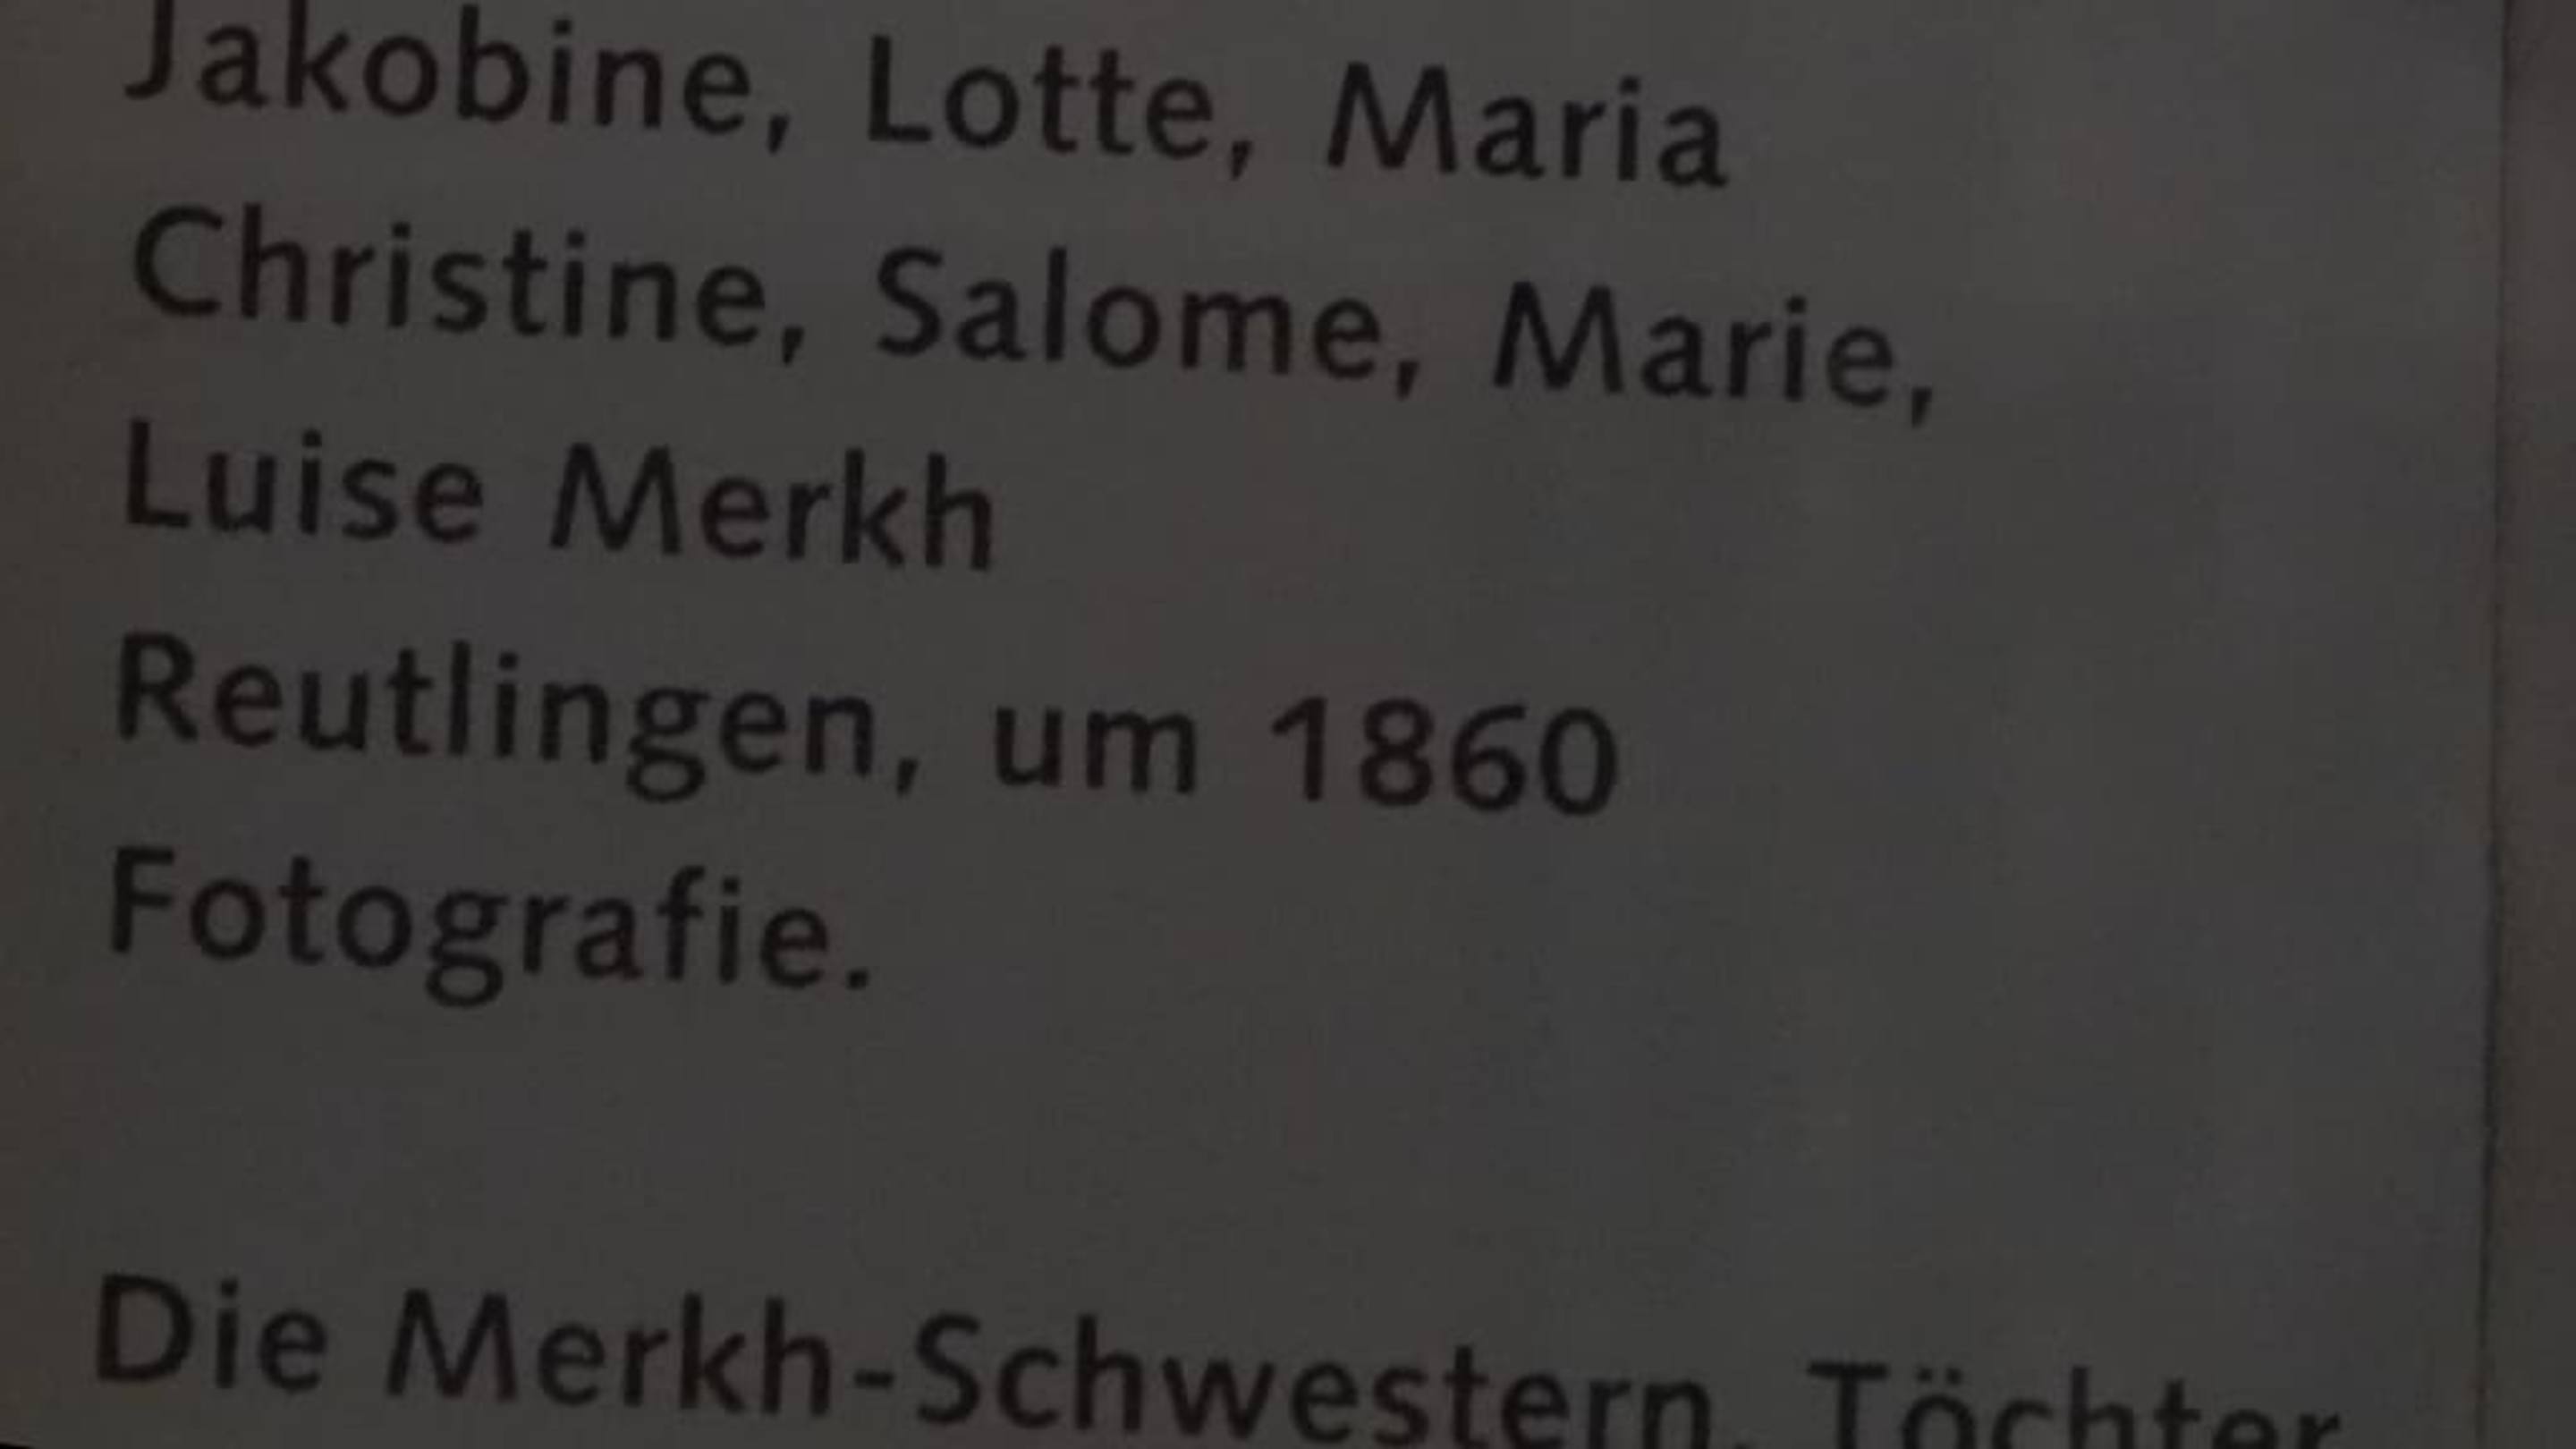 Jakobine, Lotte, Maria
Christine, Salome, Marie,
Luise Merkh
Reutlingen, um 1860
Fotografie.
Die Merkh-Schwestern, Töchter